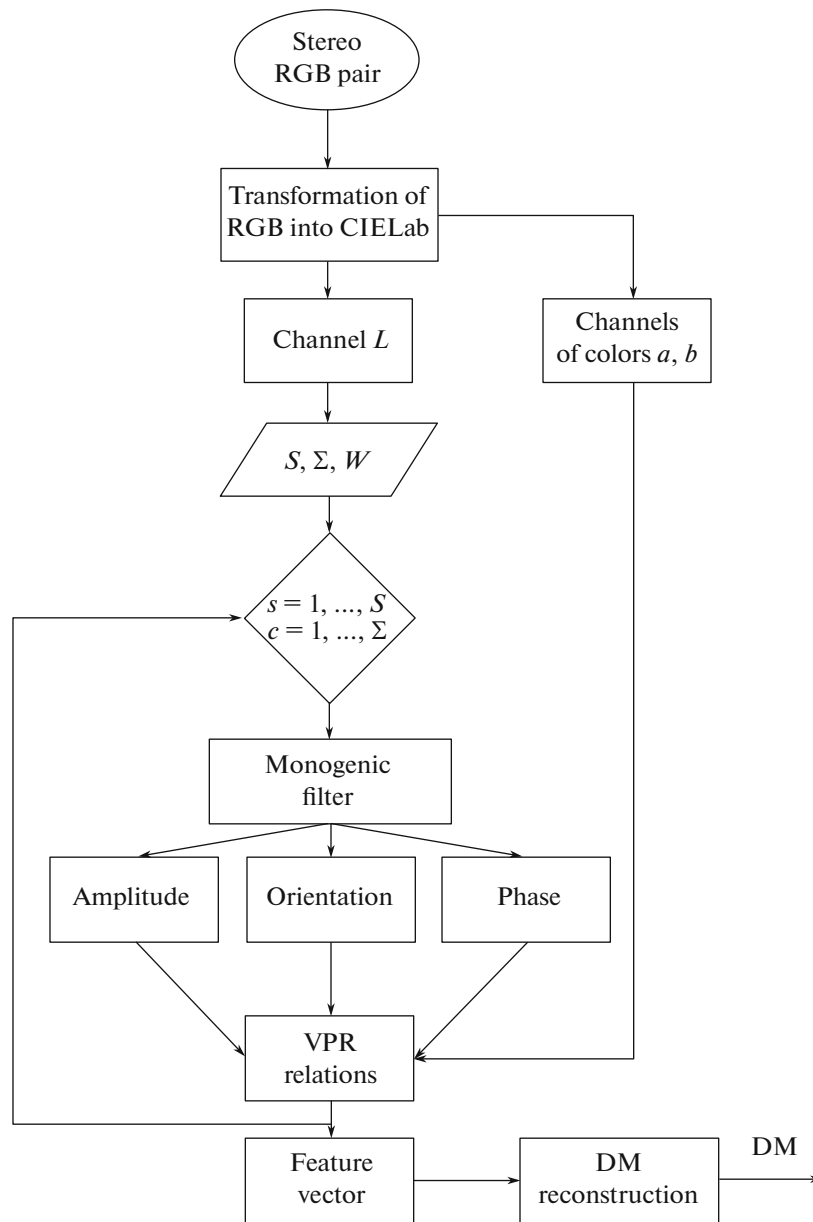 Stereo
RGB pair
Transformation of
RGB into CIELab
Channel L
Channels
of colors a, b
S, Σ, W
s = 1, ..., S
c = 1, ..., Σ
Monogenic
filter
Amplitude
Orientation
Phase
VPR
relations
Feature
vector
DM
reconstruction
DM